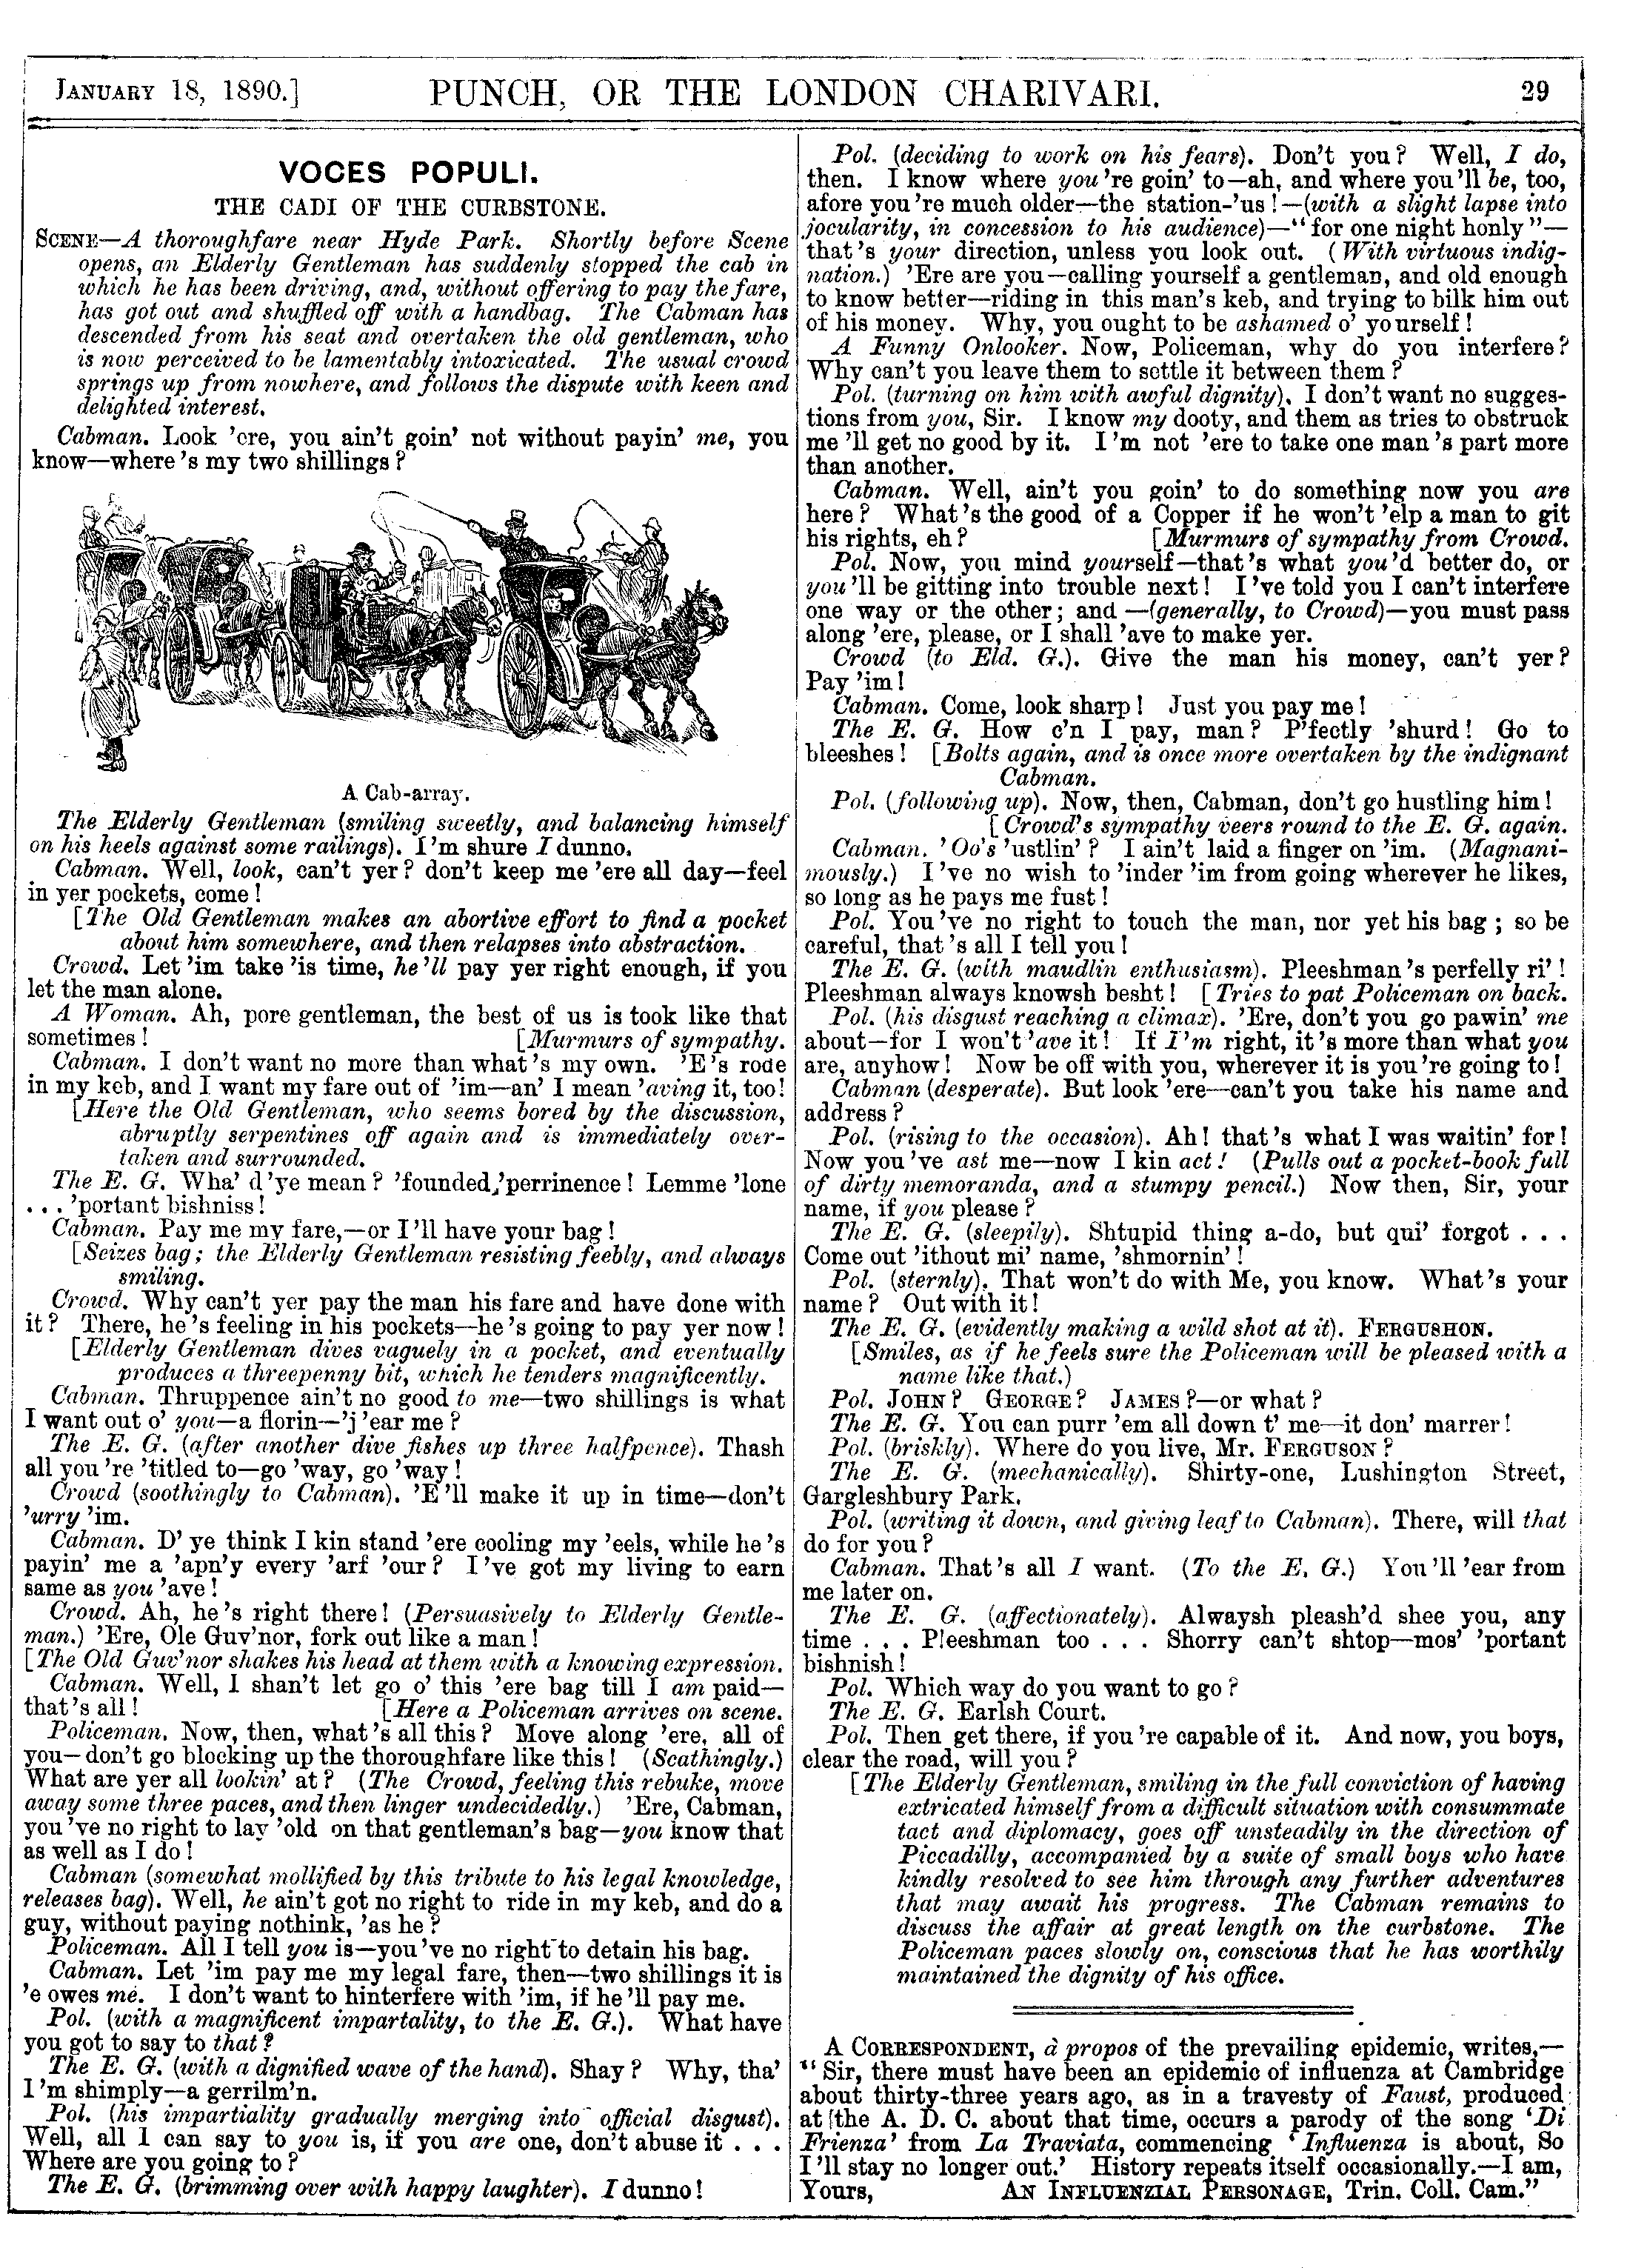 JANUARY 18, 1890.] PUNCH, OR THE LONDON CHARIVARI. 29
VOCES POPULI.
THE CADI OF THE CURBSTONE.
SCENE—A thoroughfare near Hyde Park. Shortly before Scene
opens, an Elderly Gentleman has suddenly stopped the cab in
which he has been driving, and, without offering to pay the fare,
has got out and shuffled off with a handbag. The Cabman has
descended from his seat and overtaken the old gentleman, who
is now perceived to be lamentably intoxicated. The usual crowd
springs up from nowhere, and follows the dispute with keen and
delighted interest.
Cabman. Look 'ere, you ain't goin' not without payin' me, you
know—where's my two shillings?
A Cab-array.
The Elderly Gentleman (smiling sweetly, and balancing himself
on his heels against some railings). I'm shure I dunno.
Cabman. Well, look, can't yer? don't keep me 'ere all day—feel
in yer pockets, come!
[The Old Gentleman makes an abortive effort to find a pocket
about him somewhere, and then relapses into abstraction.
Crowd. Let 'im take 'is time, he'll pay yer right enough, if you
let the man alone.
A Woman. Ah, pore gentleman, the best of us is took like that
sometimes! [Murmurs of sympathy.
Cabman. I don't want no more than what's my own. 'E's rode
in my keb, and I want my fare out of 'im—an' I mean 'aving it, too!
[Here the Old Gentleman, who seems bored by the discussion,
abruptly serpentines off again and is immediately over-
taken and surrounded.
The E. G. Wha' d'ye mean? 'founded,'perrinence! Lemme 'lone
... 'portant bishniss!
Cabman. Pay me my fare,—or I'll have your bag!
[Seizes bag; the Elderly Gentleman resisting feebly, and always
smiling.
Crowd. Why can't yer pay the man his fare and have done with
it? There, he's feeling in his pockets—he's going to pay yer now!
[Elderly Gentleman dives vaguely in a pocket, and eventually
produces a threepenny bit, which he tenders magnificently.
Cabman. Thruppence ain't no good to me—two shillings is what
I want out o' you—a florin—'j 'ear me?
The E. G. (after another dive fishes up three halfpence). Thash
all you're 'titled to—go 'way, go 'way!
Crowd (soothingly to Cabman). 'E'll make it up in time—don't
'urry 'im.
Cabman. D' ye think I kin stand 'ere cooling my 'eels, while he's
payin' me a 'apn'y every 'arf 'our? I've got my living to earn
same as you 'ave!
Crowd. Ah, he's right there! (Persuasively to Elderly Gentle-
man.) 'Ere, Ole Guv'nor, fork out like a man!
[The Old Guv'nor shakes his head at them with a knowing expression.
Cabman. Well, I shan't let go o' this 'ere bag till I am paid—
that's all! [Here a Policeman arrives on scene.
Policeman. Now, then, what's all this? Move along 'ere, all of
you—don't go blocking up the thoroughfare like this! (Scathingly.)
What are yer all lookin' at? (The Crowd, feeling this rebuke, move
away some three paces, and then linger undecidedly.) 'Ere, Cabman,
you've no right to lay 'old on that gentleman's bag—you know that
as well as I do!
Cabman (somewhat mollified by this tribute to his legal knowledge,
releases bag). Well, he ain't got no right to ride in my keb, and do a
guy, without paying nothink, 'as he?
Policeman. All I tell you is—you've no right to detain his bag.
Cabman. Let 'im pay me my legal fare, then—two shillings it is
'e owes me. I don't want to hinterfere with 'im, if he'll pay me.
Pol. (with a magnificent impartality, to the E. G.). What have
you got to say to that?
The E. G. (with a dignified wave of the hand). Shay? Why, tha'
I'm shimply—a gerrilm'n.
Pol. (his impartiality gradually merging into official disgust).
Well, all I can say to you is, if you are one, don't abuse it ...
Where are you going to?
The E. G. (brimming over with happy laughter). I dunno!
Pol. (deciding to work on his fears). Don't you? Well, I do,
then. I know where you're goin' to—ah, and where you'll be, too,
afore you're much older—the station-'us!—(with a slight lapse into
jocularity, in concession to his audience)—"for one night honly"—
that's your direction, unless you look out. (With virtuous indig-
nation.) 'Ere are you—calling yourself a gentleman, and old enough
to know better—riding in this man's keb, and trying to bilk him out
of his money. Why, you ought to be ashamed o' yourself!
A Funny Onlooker. Now, Policeman, why do you interfere?
Why can't you leave them to settle it between them?
Pol. (turning on him with awful dignity). I don't want no sugges-
tions from you, Sir. I know my dooty, and them as tries to obstruct
me'll get no good by it. I'm not 'ere to take one man's part more
than another.
Cabman. Well, ain't you goin' to do something now you are
here? What's the good of a Copper if he won't 'elp a man to git
his rights, eh? [Murmurs of sympathy from Crowd.
Pol. Now, you mind yourself—that's what you'd better do, or
you'll be gitting into trouble next! I've told you I can't interfere
one way or the other; and—(generally, to Crowd)—you must pass
along 'ere, please, or I shall 'ave to make yer.
Crowd (to Eld. G.). Give the man his money, can't yer?
Pay 'im!
Cabman. Come, look sharp! Just you pay me!
The E. G. How c'n I pay, man? P'fectly 'shurd! Go to
bleeshes! [Bolts again, and is once more overtaken by the indignant
Cabman.
Pol. (following up). Now, then, Cabman, don't go hustling him!
[Crowd's sympathy veers round to the E. G. again.
Cabman. 'Oo's 'ustlin'? I ain't laid a finger on 'im. (Magnani-
mously.) I've no wish to 'inder 'im from going wherever he likes,
so long as he pays me fust!
Pol. You've no right to touch the man, nor yet his bag; so be
careful, that's all I tell you!
The E. G. (with maudlin enthusiasm). Pleeshman's perfelly ri'!
Pleeshman always knowsh besht! [Tries to pat Policeman on back.
Pol. (his disgust reaching a climax). 'Ere, don't you go pawin' me
about—for I won't 'ave it! If I'm right, it's more than what you
are, anyhow! Now be off with you, wherever it is you're going to!
Cabman (desperate). But look 'ere—can't you take his name and
address?
Pol. (rising to the occasion). Ah! that's what I was waitin' for!
Now you've ast me—now I kin act! (Pulls out a pocket-book full
of dirty memoranda, and a stumpy pencil.) Now then, Sir, your
name, if you please?
The E. G. (sleepily). Shtupid thing a-do, but qui' forgot ...
Come out 'ithout mi' name, 'shmornin'!
Pol. (sternly). That won't do with Me, you know. What's your
name? Out with it!
The E. G. (evidently making a wild shot at it). FERGUSHON.
[Smiles, as if he feels sure the Policeman will be pleased with a
name like that.)
Pol. JOHN? GEORGE? JAMES?—or what?
The E. G. You can purr 'em all down t' me—it don' marrer!
Pol. (briskly). Where do you live, Mr. FERGUSON?
The E. G. (mechanically). Shirty-one, Lushington Street,
Gargleshbury Park.
Pol. (writing it down, and giving leaf to Cabman). There, will that
do for you?
Cabman. That's all I want. (To the E. G.) You'll 'ear from
me later on.
The E. G. (affectionately). Alwaysh pleash'd shee you, any
time ... Pleeshman too ... Shorry can't shtop—mos' 'portant
bishnish!
Pol. Which way do you want to go?
The E. G. Earlsh Court.
Pol. Then get there, if you're capable of it. And now, you boys,
clear the road, will you?
[The Elderly Gentleman, smiling in the full conviction of having
extricated himself from a difficult situation with consummate
tact and diplomacy, goes off unsteadily in the direction of
Piccadilly, accompanied by a suite of small boys who have
kindly resolved to see him through any further adventures
that may await his progress. The Cabman remains to
discuss the affair at great length on the curbstone. The
Policeman paces slowly on, conscious that he has worthily
maintained the dignity of his office.
A CORRESPONDENT, à propos of the prevailing epidemic, writes,—
"Sir, there must have been an epidemic of influenza at Cambridge
about thirty-three years ago, as in a travesty of Faust, produced
at the A. D. C. about that time, occurs a parody of the song 'Di
Frienza' from La Traviata, commencing 'Influenza is about, So
I'll stay no longer out.' History repeats itself occasionally.—I am,
Yours, AN INFLUENZIAL PERSONAGE, Trin. Coll. Cam."